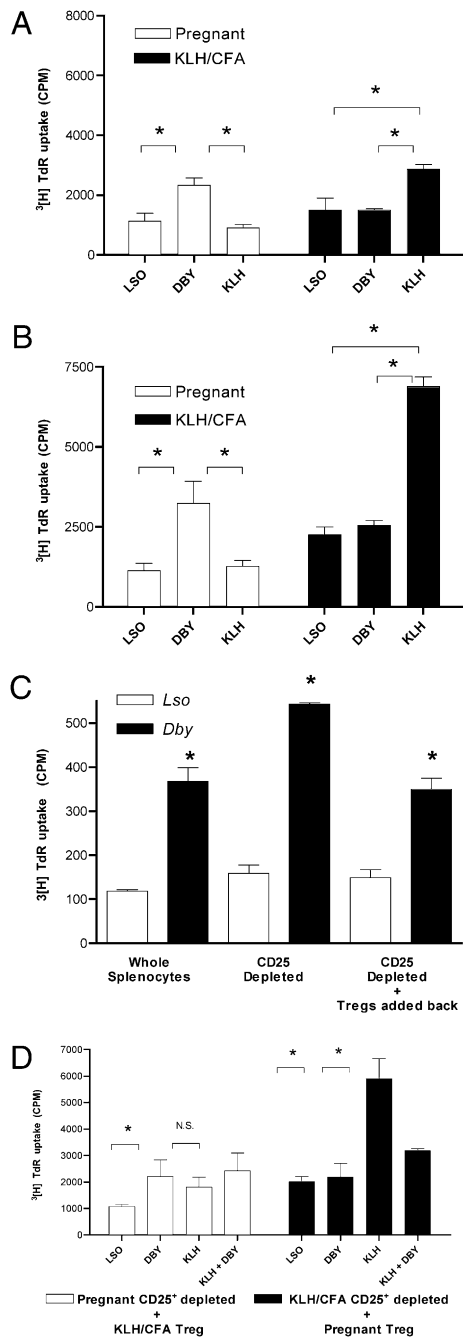 A
Pregnant
KLH/CFA
³[H] TdR uptake (CPM)
8000
6000
4000
2000
0
* * * *
LSO DBY KLH LSO DBY KLH
B
Pregnant
KLH/CFA
³[H] TdR uptake (CPM)
7500
5000
2500
0
* * * *
LSO DBY KLH LSO DBY KLH
C
Lso
Dby
3[H] TdR uptake (CPM)
500
400
300
200
100
0
* * *
Whole
Splenocytes
CD25
Depleted
CD25
Depleted
+
Tregs added back
D
³[H] TdR uptake (CPM)
7000
6000
5000
4000
3000
2000
1000
0
* N.S. * *
LSO DBY KLH KLH + DBY LSO DBY KLH KLH + DBY
Pregnant CD25⁺ depleted
+
KLH/CFA Treg
KLH/CFA CD25⁺ depleted
+
Pregnant Treg